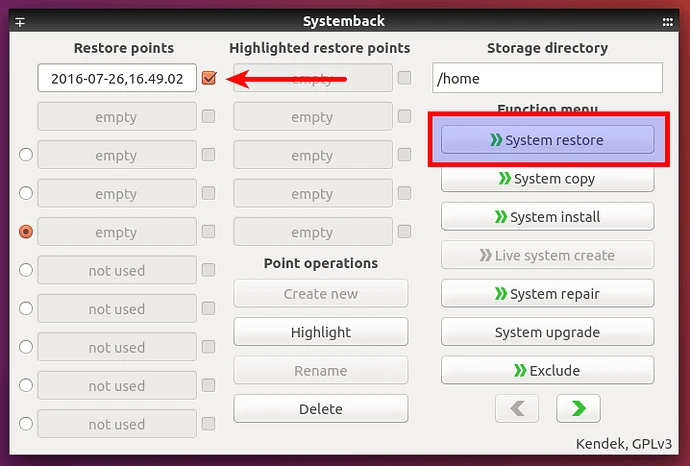 Systemback
Restore points
2016-07-26,16.49.02
empty
empty
empty
empty
not used
not used
not used
not used
not used
Highlighted restore points
empty
empty
empty
empty
empty
Point operations
Create new
Highlight
Rename
Delete
Storage directory
/home
Function menu
System restore
System copy
System install
Live system create
System repair
System upgrade
Exclude
Kendek, GPLv3